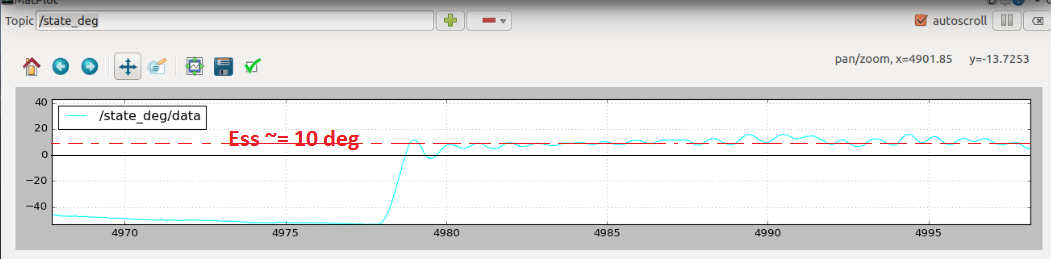 MatPlot
Topic /state_deg
autoscroll
pan/zoom, x=4901.85 y=-13.7253
/state_deg/data
Ess ~= 10 deg
40
20
0
−20
−40
4970 4975 4980 4985 4990 4995